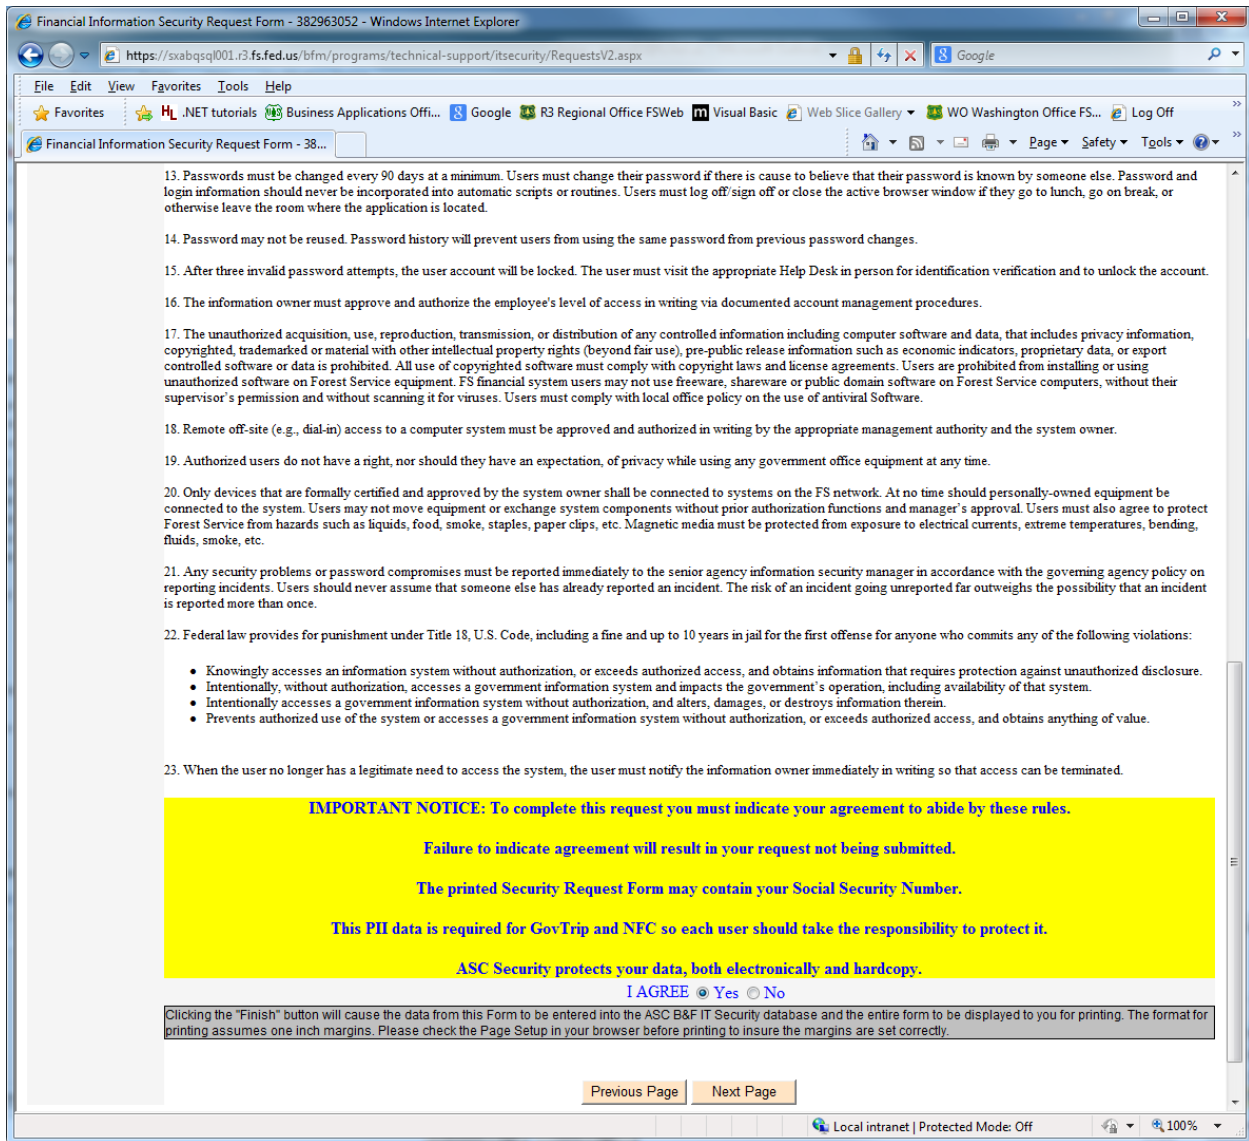 Financial Information Security Request Form - 382963052 - Windows Internet Explorer
https://sxabqsql001.r3.fs.fed.us/bfm/programs/technical-support/itsecurity/RequestsV2.aspx
Google
File Edit View Favorites Tools Help
Favorites HL .NET tutorials Business Applications Offi... Google R3 Regional Office FSWeb m Visual Basic Web Slice Gallery WO Washington Office FS... Log Off
Financial Information Security Request Form - 38...
Page Safety Tools
13. Passwords must be changed every 90 days at a minimum. Users must change their password if there is cause to believe that their password is known by someone else. Password and
login information should never be incorporated into automatic scripts or routines. Users must log off/sign off or close the active browser window if they go to lunch, go on break, or
otherwise leave the room where the application is located.
14. Password may not be reused. Password history will prevent users from using the same password from previous password changes.
15. After three invalid password attempts, the user account will be locked. The user must visit the appropriate Help Desk in person for identification verification and to unlock the account.
16. The information owner must approve and authorize the employee's level of access in writing via documented account management procedures.
17. The unauthorized acquisition, use, reproduction, transmission, or distribution of any controlled information including computer software and data, that includes privacy information,
copyrighted, trademarked or material with other intellectual property rights (beyond fair use), pre-public release information such as economic indicators, proprietary data, or export
controlled software or data is prohibited. All use of copyrighted software must comply with copyright laws and license agreements. Users are prohibited from installing or using
unauthorized software on Forest Service equipment. FS financial system users may not use freeware, shareware or public domain software on Forest Service computers, without their
supervisor's permission and without scanning it for viruses. Users must comply with local office policy on the use of antiviral Software.
18. Remote off-site (e.g., dial-in) access to a computer system must be approved and authorized in writing by the appropriate management authority and the system owner.
19. Authorized users do not have a right, nor should they have an expectation, of privacy while using any government office equipment at any time.
20. Only devices that are formally certified and approved by the system owner shall be connected to systems on the FS network. At no time should personally-owned equipment be
connected to the system. Users may not move equipment or exchange system components without prior authorization functions and manager's approval. Users must also agree to protect
Forest Service from hazards such as liquids, food, smoke, staples, paper clips, etc. Magnetic media must be protected from exposure to electrical currents, extreme temperatures, bending,
fluids, smoke, etc.
21. Any security problems or password compromises must be reported immediately to the senior agency information security manager in accordance with the governing agency policy on
reporting incidents. Users should never assume that someone else has already reported an incident. The risk of an incident going unreported far outweighs the possibility that an incident
is reported more than once.
22. Federal law provides for punishment under Title 18, U.S. Code, including a fine and up to 10 years in jail for the first offense for anyone who commits any of the following violations:
• Knowingly accesses an information system without authorization, or exceeds authorized access, and obtains information that requires protection against unauthorized disclosure.
• Intentionally, without authorization, accesses a government information system and impacts the government's operation, including availability of that system.
• Intentionally accesses a government information system without authorization, and alters, damages, or destroys information therein.
• Prevents authorized use of the system or accesses a government information system without authorization, or exceeds authorized access, and obtains anything of value.
23. When the user no longer has a legitimate need to access the system, the user must notify the information owner immediately in writing so that access can be terminated.
IMPORTANT NOTICE: To complete this request you must indicate your agreement to abide by these rules.
Failure to indicate agreement will result in your request not being submitted.
The printed Security Request Form may contain your Social Security Number.
This PII data is required for GovTrip and NFC so each user should take the responsibility to protect it.
ASC Security protects your data, both electronically and hardcopy.
I AGREE Yes No
Clicking the "Finish" button will cause the data from this Form to be entered into the ASC B&F IT Security database and the entire form to be displayed to you for printing. The format for
printing assumes one inch margins. Please check the Page Setup in your browser before printing to insure the margins are set correctly.
Previous Page Next Page
Local intranet | Protected Mode: Off 100%